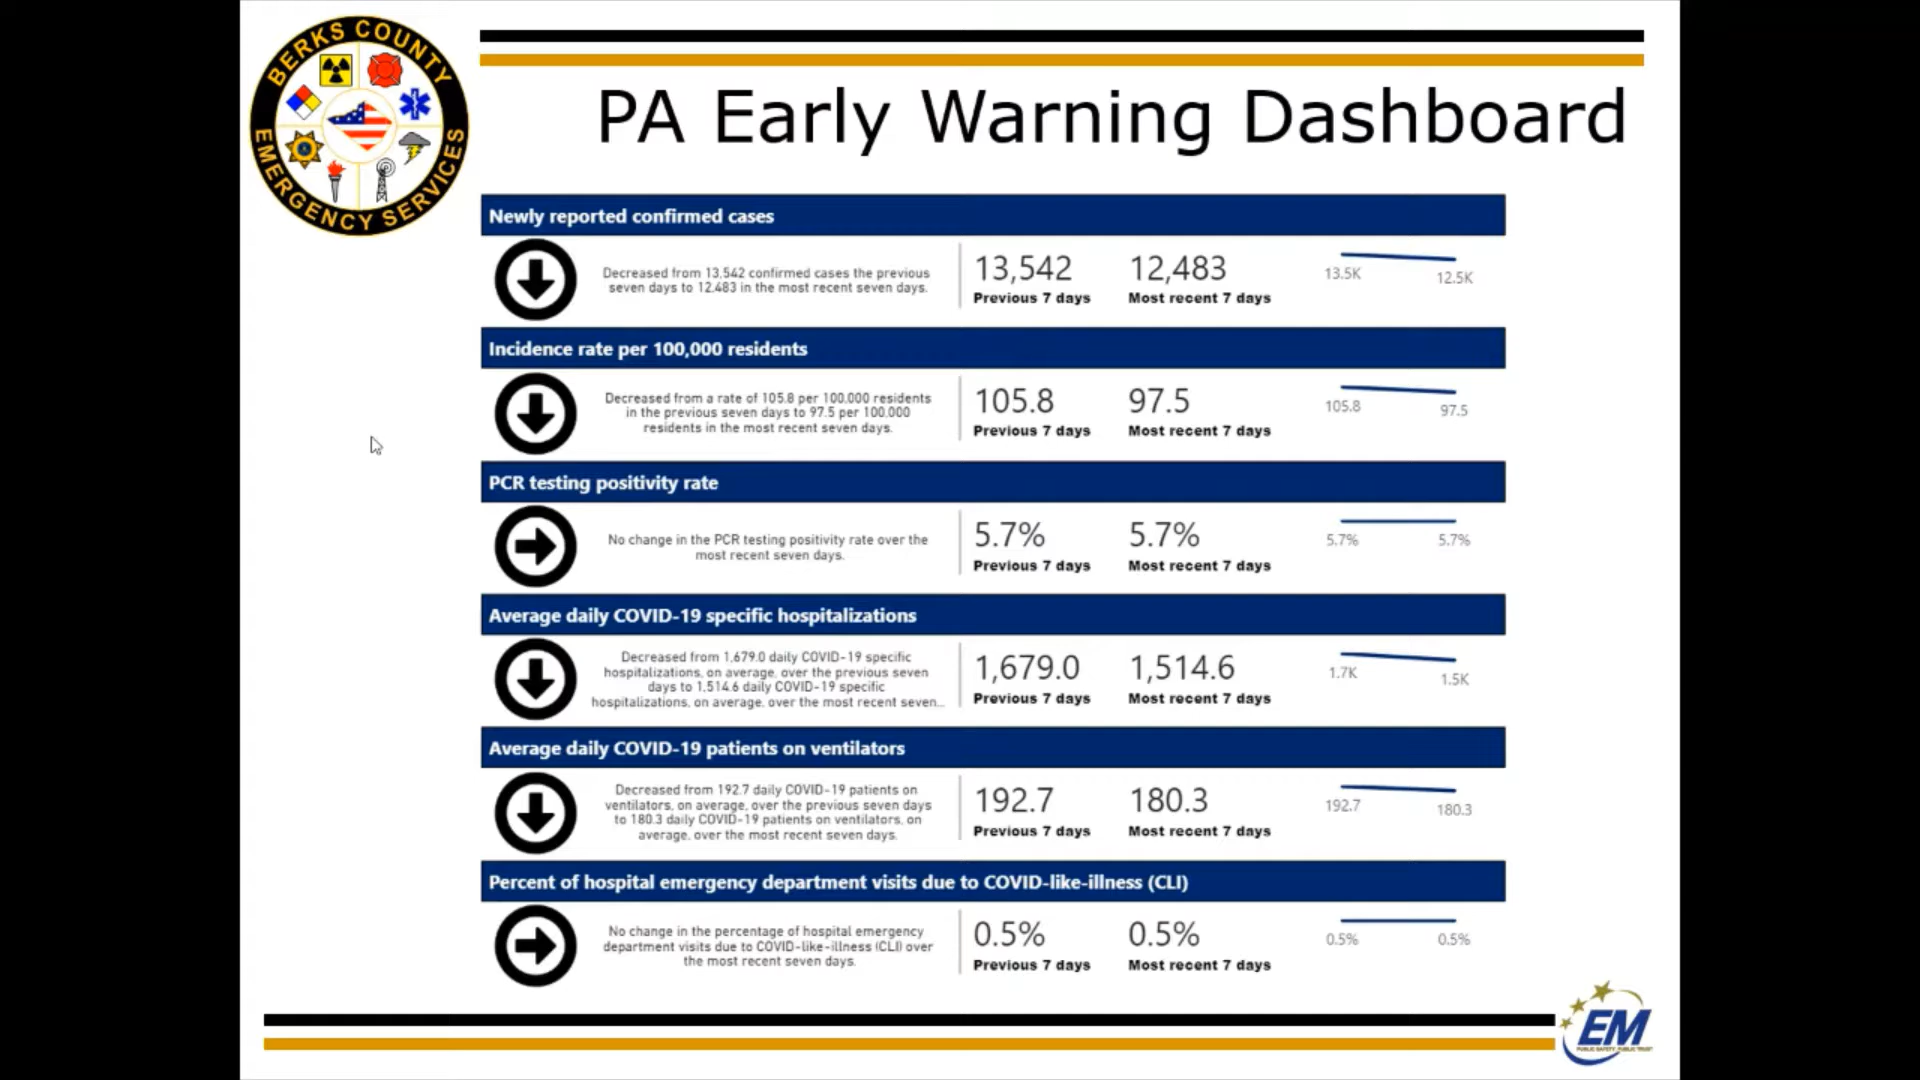 BERKS COUNTY
EMERGENCY SERVICES
PA Early Warning Dashboard
Newly reported confirmed cases
Decreased from 13,542 confirmed cases the previous
seven days to 12,483 in the most recent seven days.
13,542
Previous 7 days
12,483
Most recent 7 days
13.5K
12.5K
Incidence rate per 100,000 residents
Decreased from a rate of 105.8 per 100,000 residents
in the previous seven days to 97.5 per 100,000
residents in the most recent seven days.
105.8
Previous 7 days
97.5
Most recent 7 days
105.8
97.5
PCR testing positivity rate
No change in the PCR testing positivity rate over the
most recent seven days.
5.7%
Previous 7 days
5.7%
Most recent 7 days
5.7%
5.7%
Average daily COVID-19 specific hospitalizations
Decreased from 1,679.0 daily COVID-19 specific
hospitalizations, on average, over the previous seven
days to 1,514.6 daily COVID-19 specific
hospitalizations, on average, over the most recent seven...
1,679.0
Previous 7 days
1,514.6
Most recent 7 days
1.7K
1.5K
Average daily COVID-19 patients on ventilators
Decreased from 192.7 daily COVID-19 patients on
ventilators, on average, over the previous seven days
to 180.3 daily COVID-19 patients on ventilators, on
average, over the most recent seven days.
192.7
Previous 7 days
180.3
Most recent 7 days
192.7
180.3
Percent of hospital emergency department visits due to COVID-like-illness (CLI)
No change in the percentage of hospital emergency
department visits due to COVID-like-illness (CLI) over
the most recent seven days.
0.5%
Previous 7 days
0.5%
Most recent 7 days
0.5%
0.5%
EM
PUBLIC SAFETY, PUBLIC TRUST